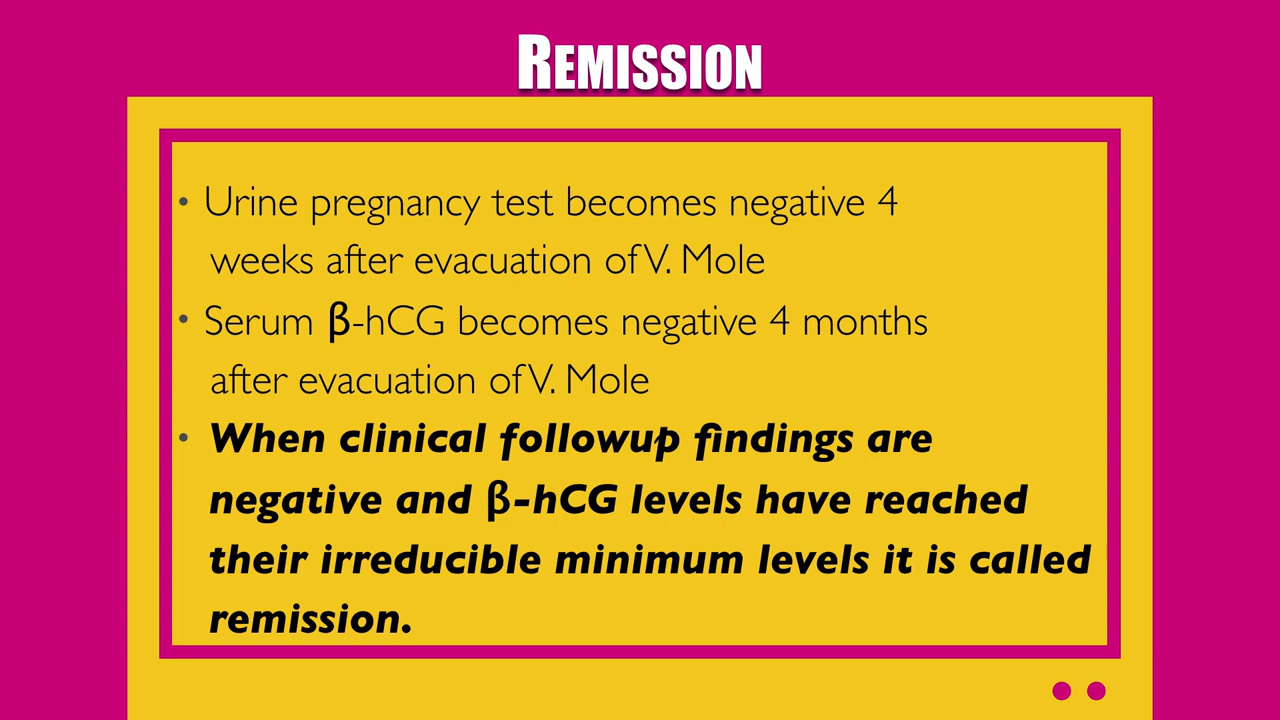 REMISSION
• Urine pregnancy test becomes negative 4
weeks after evacuation of V. Mole
• Serum β-hCG becomes negative 4 months
after evacuation of V. Mole
• When clinical followup findings are
negative and β-hCG levels have reached
their irreducible minimum levels it is called
remission.